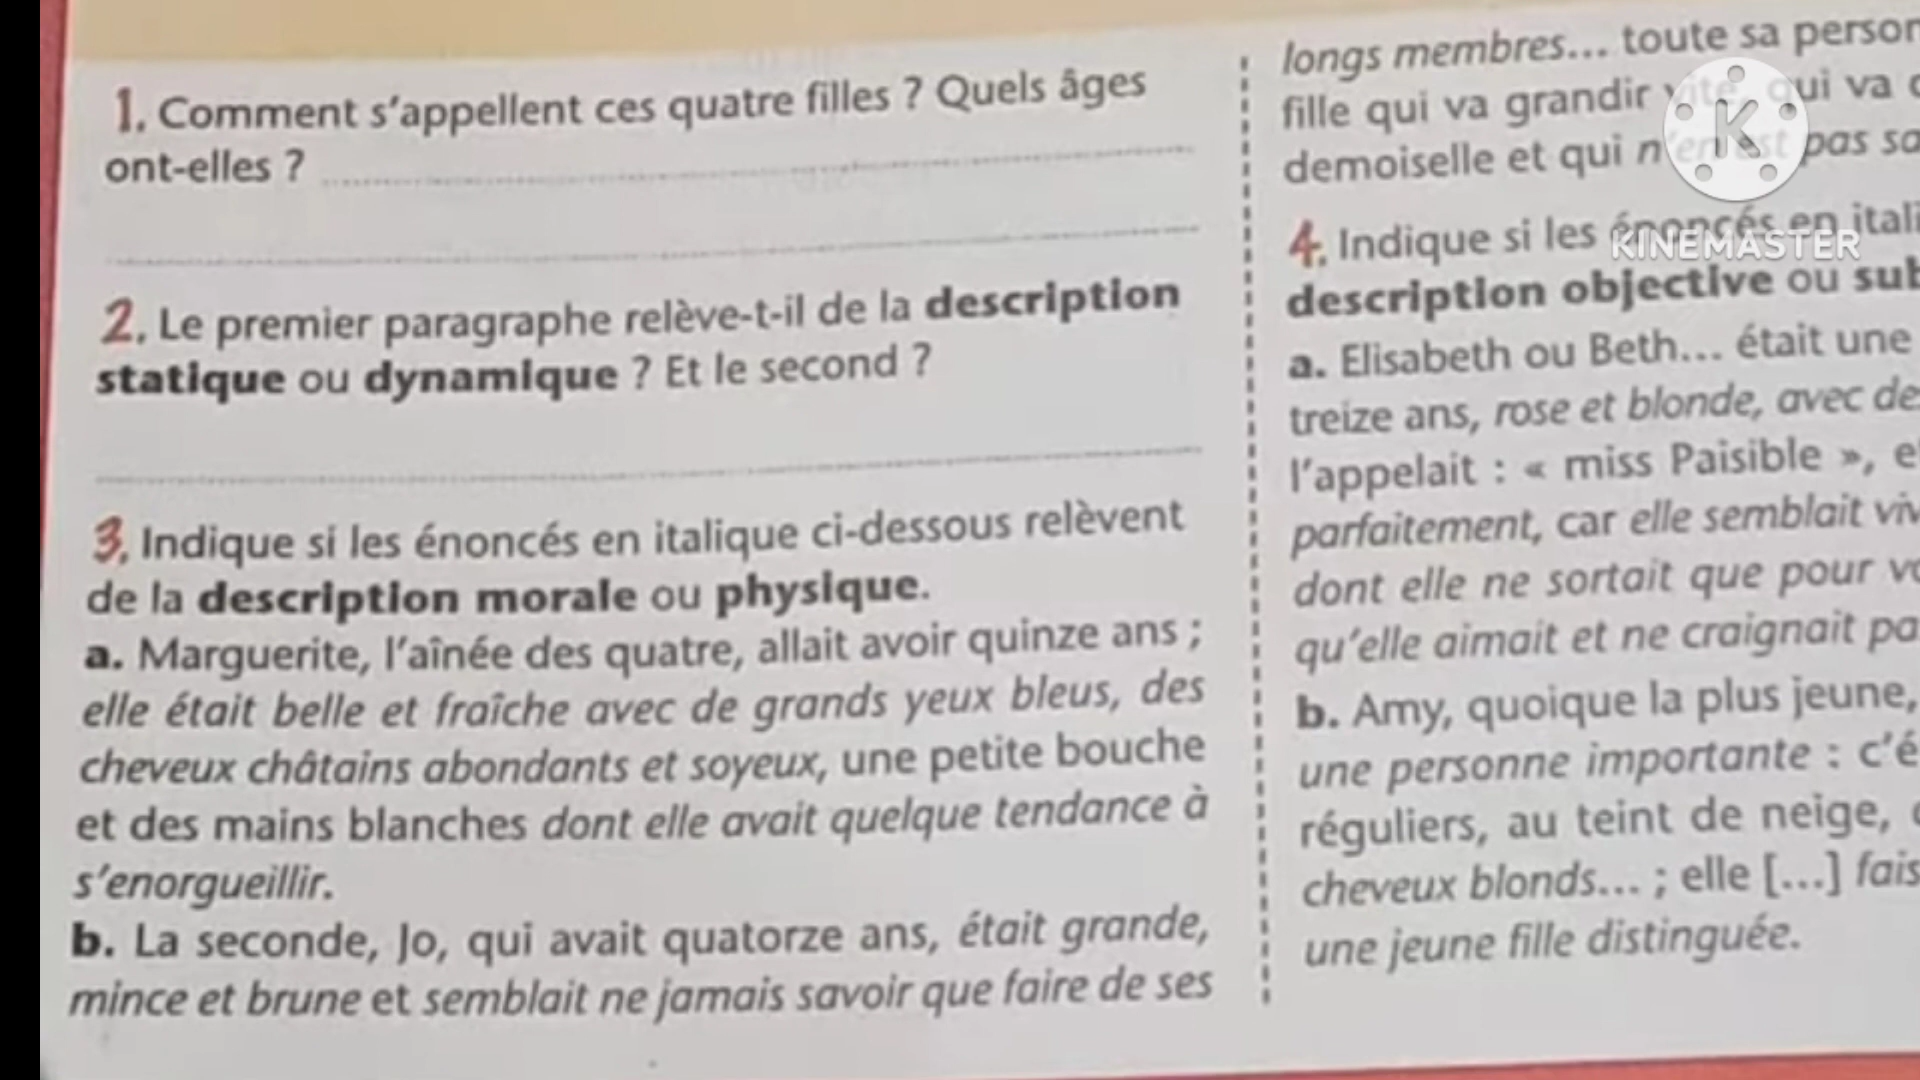 1. Comment s'appellent ces quatre filles ? Quels âges
ont-elles ?
2. Le premier paragraphe relève-t-il de la description
statique ou dynamique ? Et le second ?
3. Indique si les énoncés en italique ci-dessous relèvent
de la description morale ou physique.
a. Marguerite, l'aînée des quatre, allait avoir quinze ans ;
elle était belle et fraîche avec de grands yeux bleus, des
cheveux châtains abondants et soyeux, une petite bouche
et des mains blanches dont elle avait quelque tendance à
s'enorgueillir.
b. La seconde, Jo, qui avait quatorze ans, était grande,
mince et brune et semblait ne jamais savoir que faire de ses
longs membres... toute sa
fille qui va grandir vite, qui va
demoiselle et qui n'en est pas
4. Indique si les énoncés en
description objective ou
a. Elisabeth ou Beth... était une
treize ans, rose et blonde, avec
l'appelait : « miss Paisible »,
parfaitement, car elle semblait
dont elle ne sortait que pour
qu'elle aimait et ne craignait
b. Amy, quoique la plus jeune,
une personne importante :
réguliers, au teint de neige,
cheveux blonds... ; elle [...]
une jeune fille distinguée.
K
KINEMASTER